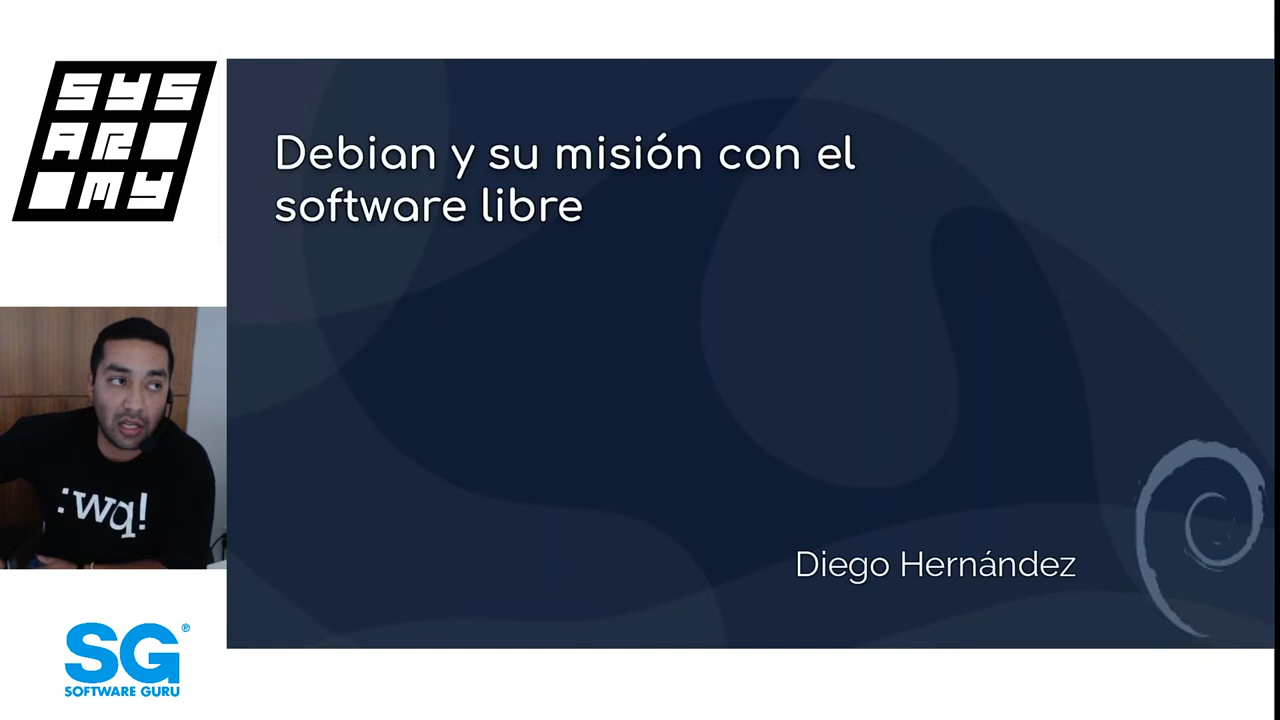 SYS
AR
MY
Debian y su misión con el
software libre
:wq!
Diego Hernández
SG®
SOFTWARE GURU